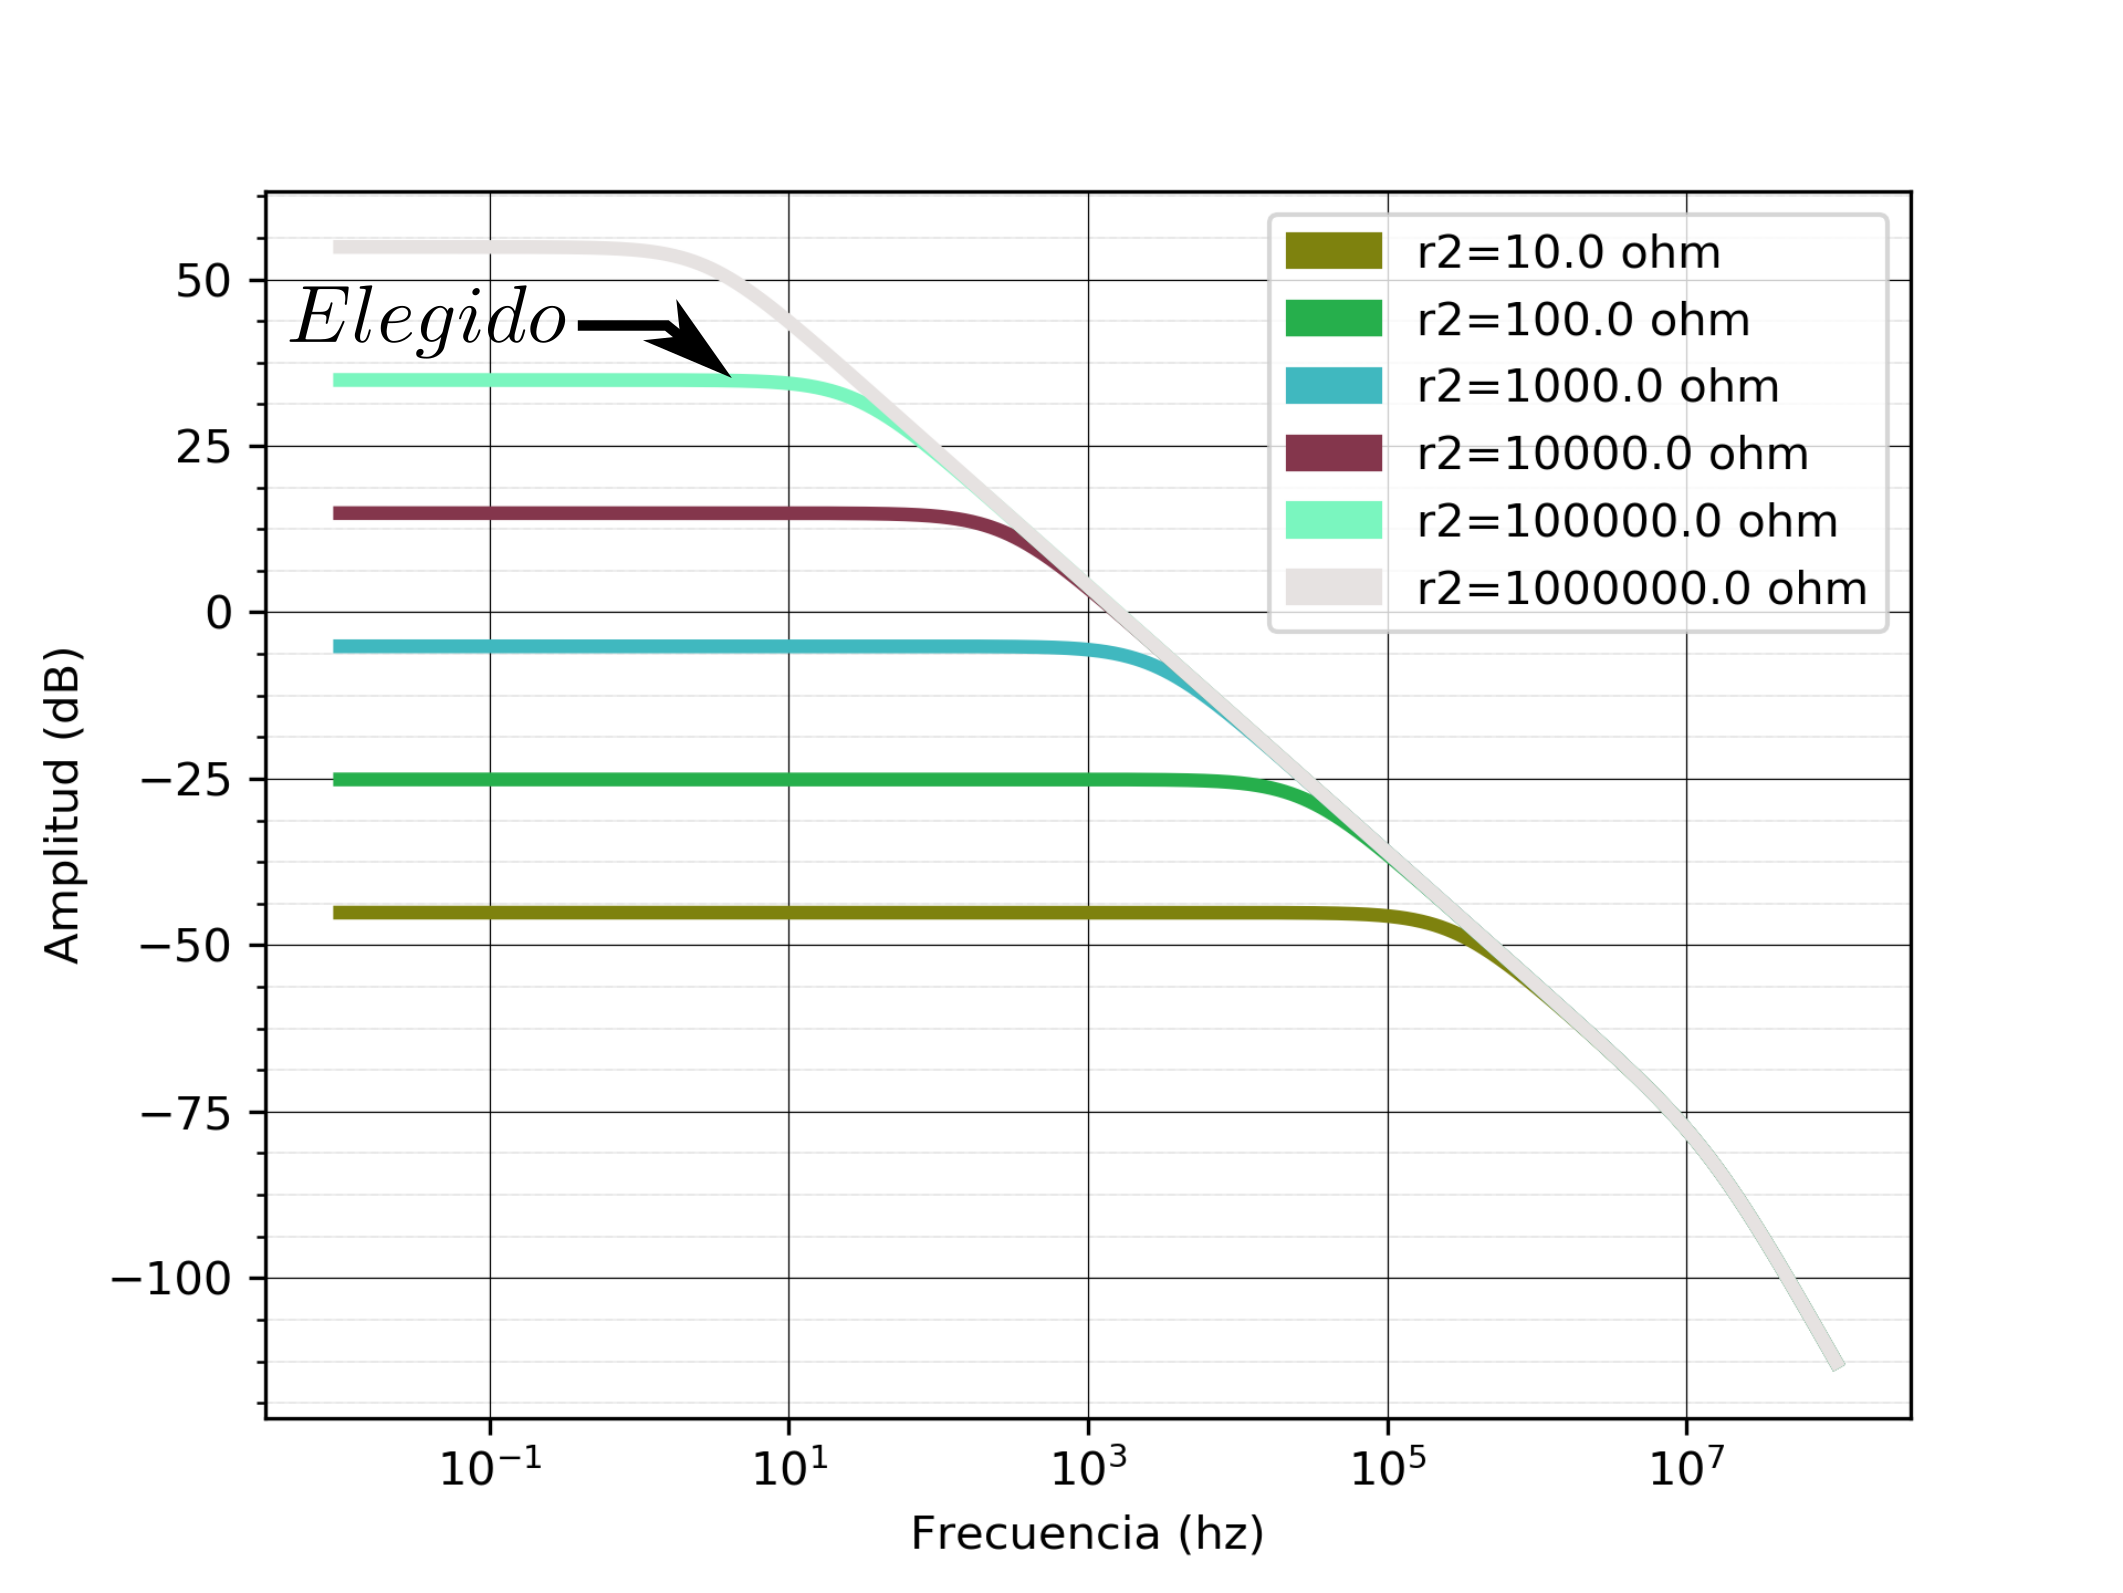 Elegido
r2=10.0 ohm
r2=100.0 ohm
r2=1000.0 ohm
r2=10000.0 ohm
r2=100000.0 ohm
r2=1000000.0 ohm
50
25
0
−25
−50
−75
−100
Amplitud (dB)
10⁻¹ 10¹ 10³ 10⁵ 10⁷
Frecuencia (hz)